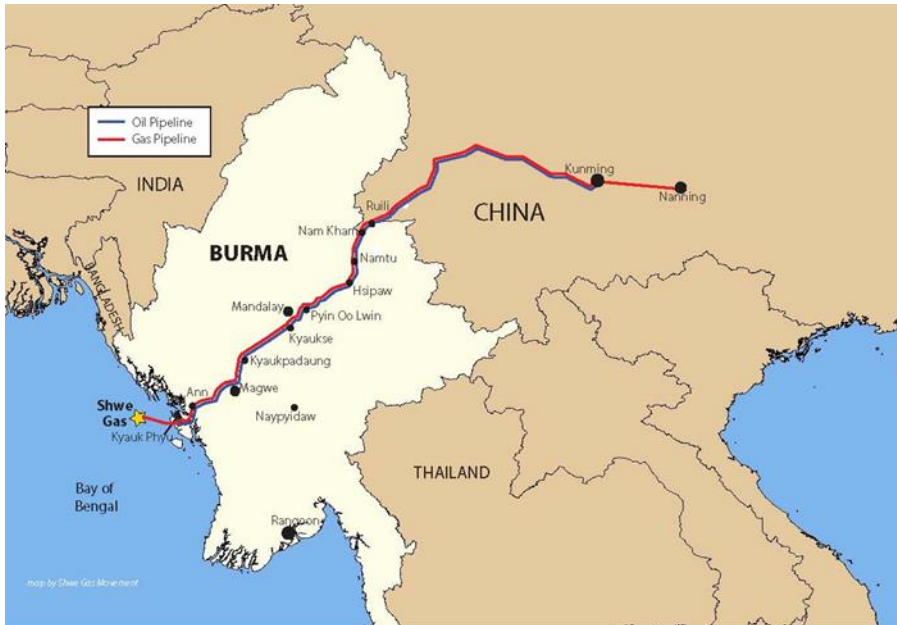 Oil Pipeline
Gas Pipeline
INDIA
CHINA
Kunming
Nanning
Ruili
Nam Kham
BURMA
Namtu
BANGLADESH
Hsipaw
Mandalay
Pyin Oo Lwin
Kyaukse
Kyaukpadaung
Ann
Magwe
Shwe
Gas
Naypyidaw
Kyauk Phyu
THAILAND
Bay of
Bengal
Rangoon
map by Shwe Gas Movement